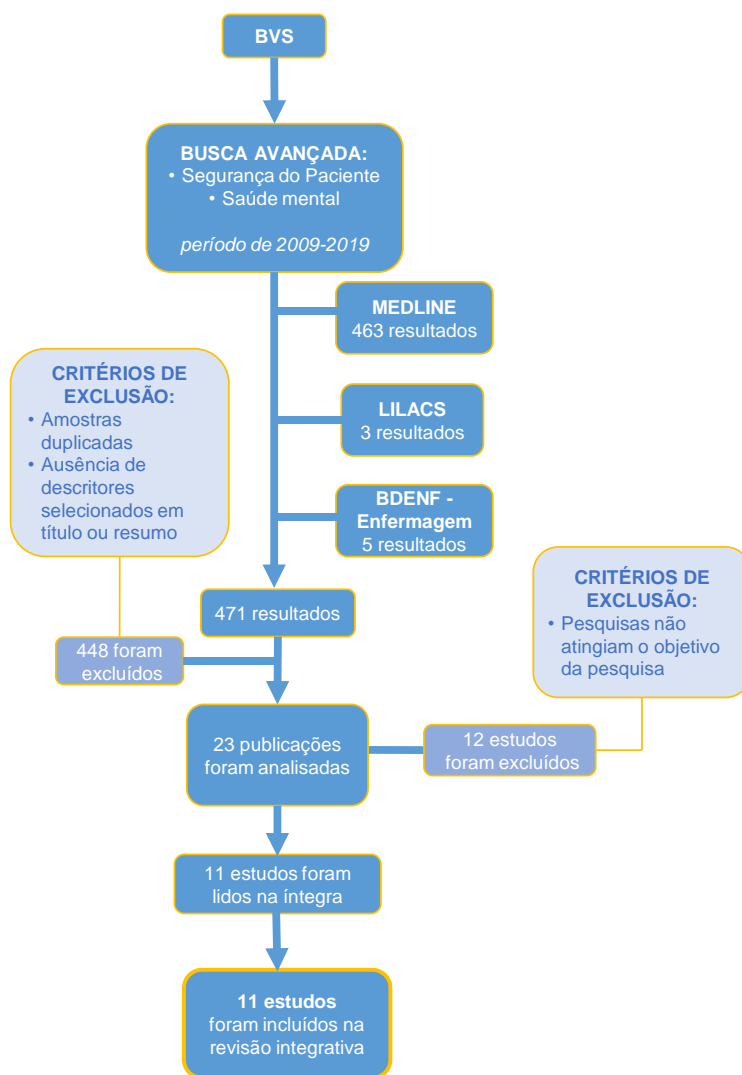 BVS
BUSCA AVANÇADA:
• Segurança do Paciente
• Saúde mental
período de 2009-2019
MEDLINE
463 resultados
CRITÉRIOS DE
EXCLUSÃO:
• Amostras
duplicadas
• Ausência de
descritores
selecionados em
título ou resumo
LILACS
3 resultados
BDENF -
Enfermagem
5 resultados
CRITÉRIOS DE
EXCLUSÃO:
• Pesquisas não
atingiam o objetivo
da pesquisa
471 resultados
448 foram
excluídos
23 publicações
foram analisadas
12 estudos
foram excluídos
11 estudos foram
lidos na íntegra
11 estudos
foram incluídos na
revisão integrativa